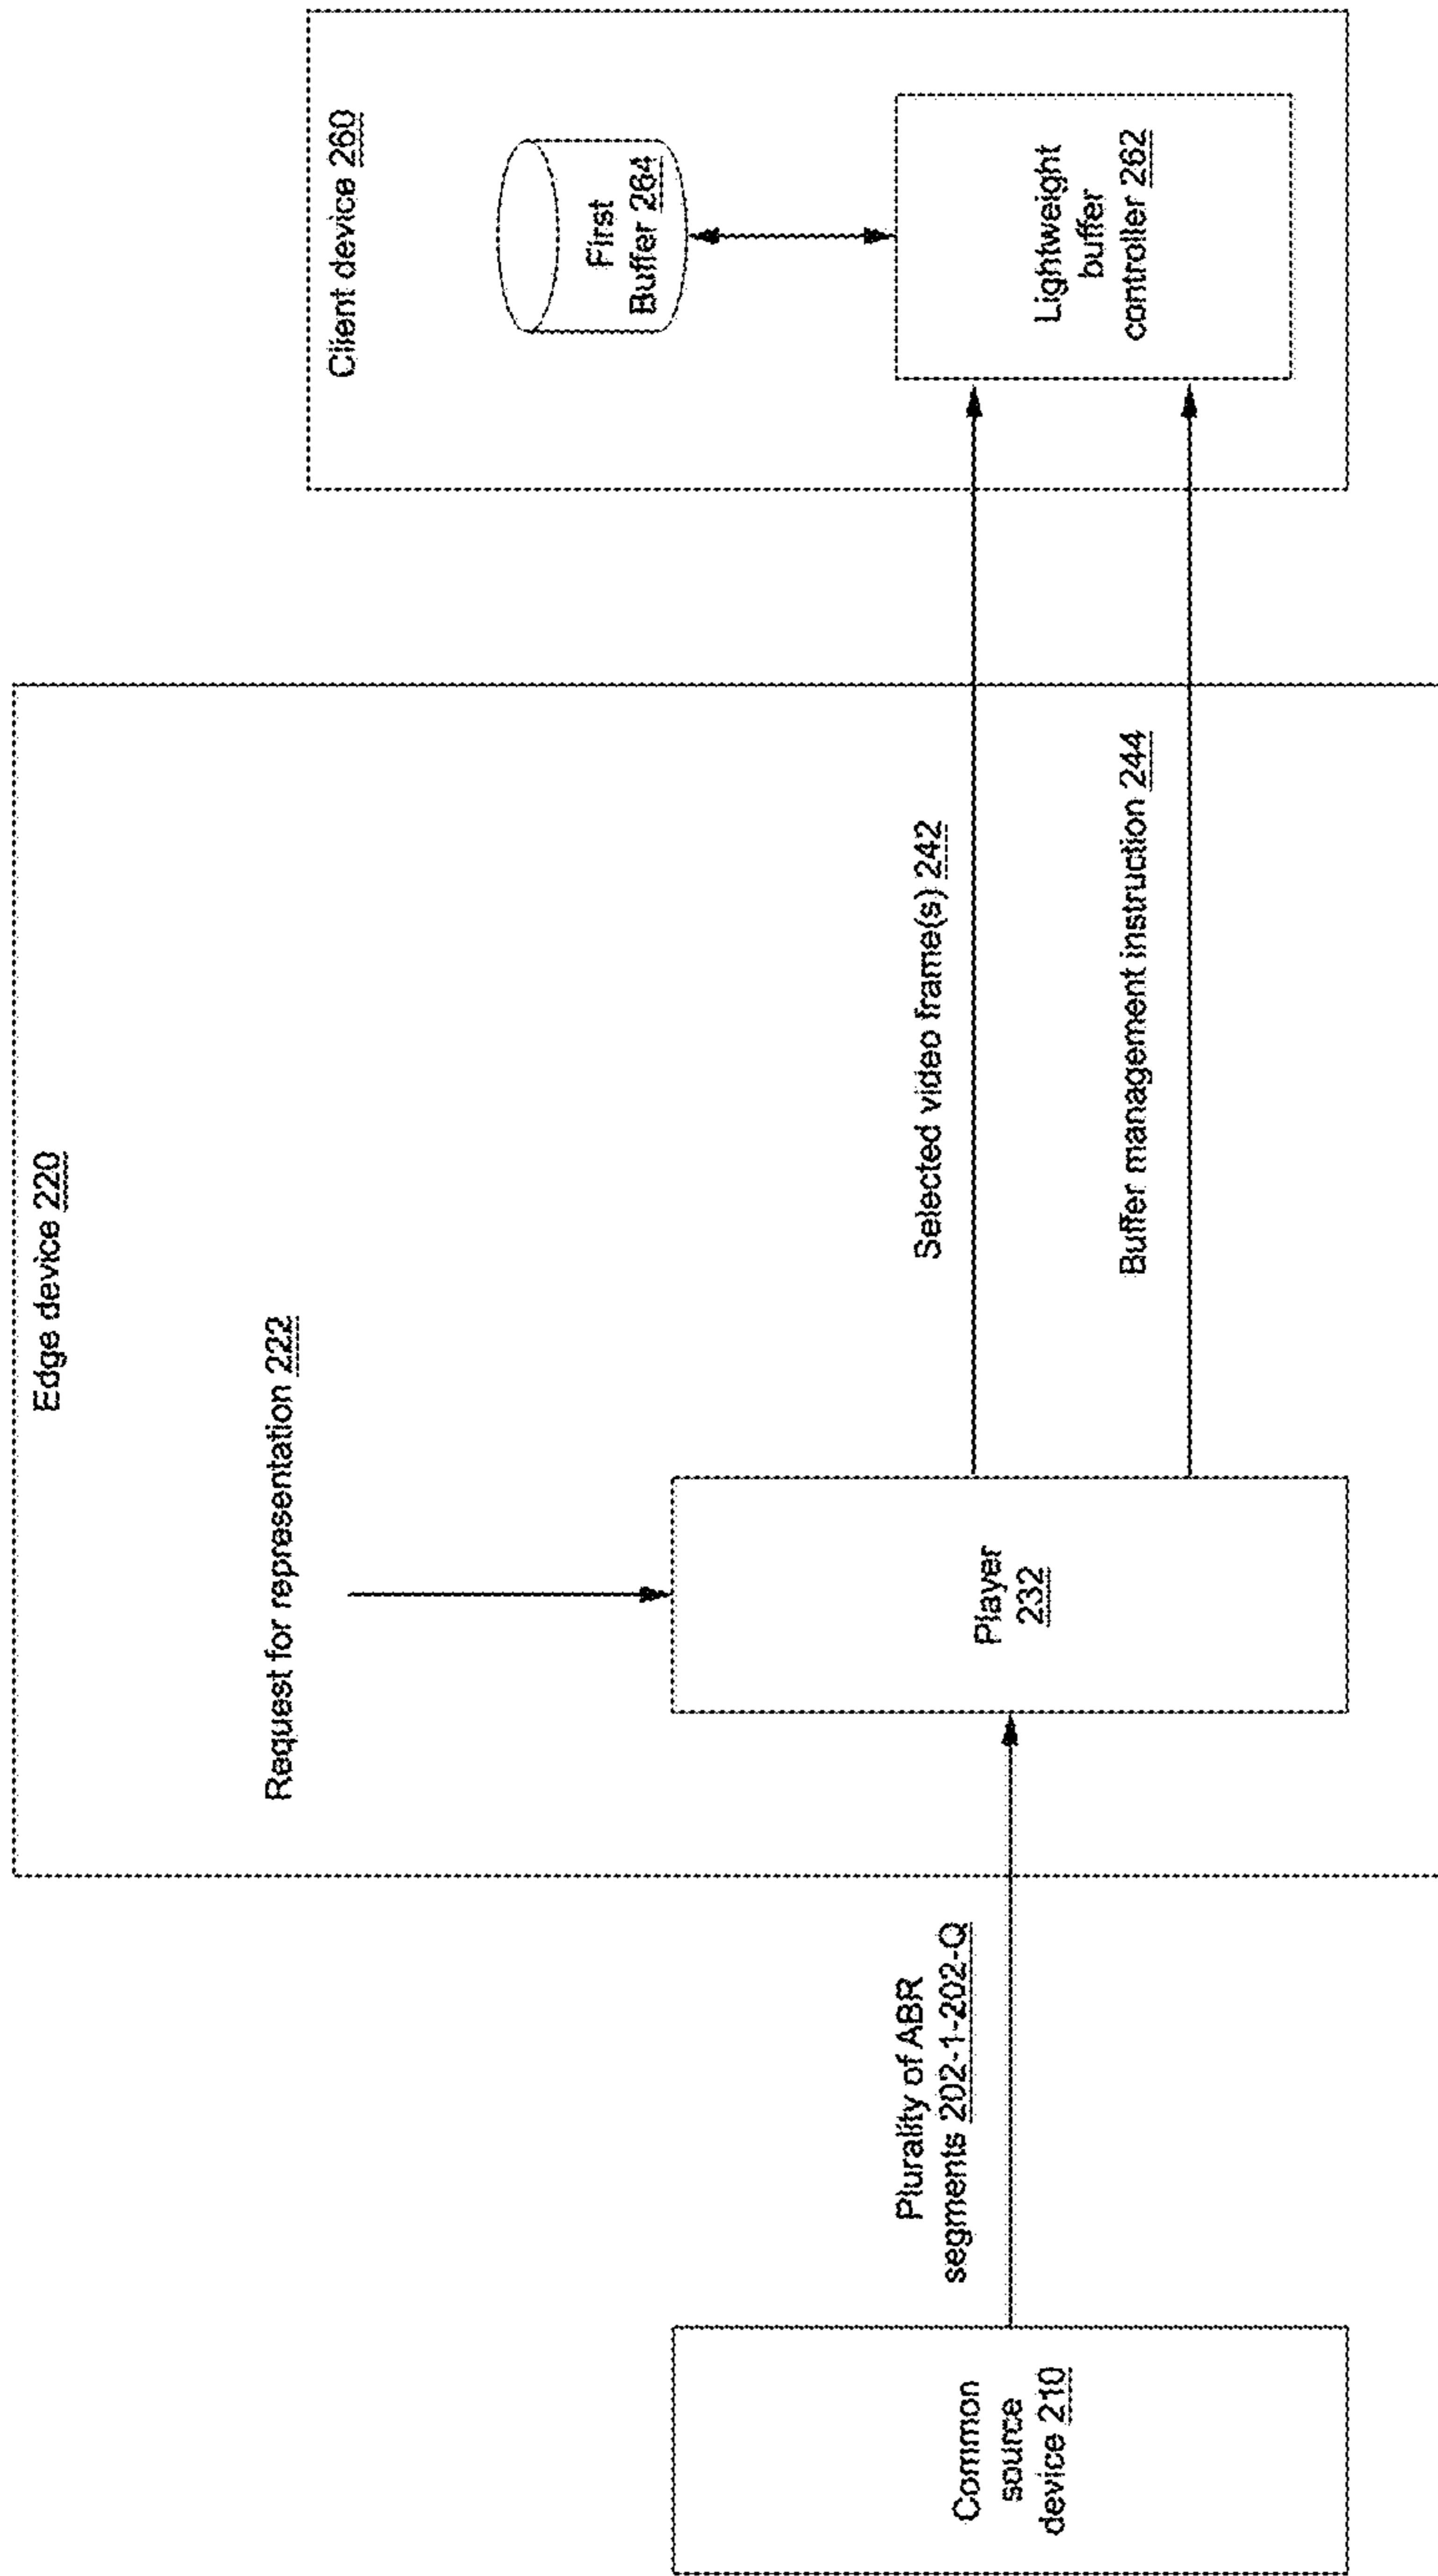 Edge device 220
Request for representation 222
Client device 260
First
Buffer 264
Selected video frame(s) 242
Lightweight
buffer
controller 262
Buffer management instruction 244
Player
232
Plurality of ABR
segments 202-1-202-Q
Common
source
device 210